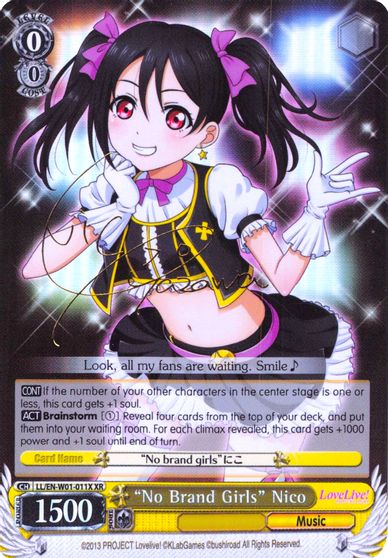 LEVEL
0
0
COST
Look, all my fans are waiting. Smile♪
CONT If the number of your other characters in the center stage is one or
less, this card gets +1 soul.
ACT Brainstorm [①] Reveal four cards from the top of your deck, and put
them into your waiting room. For each climax revealed, this card gets +1000
power and +1 soul until end of turn.
Card Name
"No brand girls"にこ
CH LL/EN-W01-011X XR
POWER
1500
"No Brand Girls" Nico
LoveLive!
Music
©2013 PROJECT Lovelive! ©KLabGames ©bushiroad All Rights Reserved.